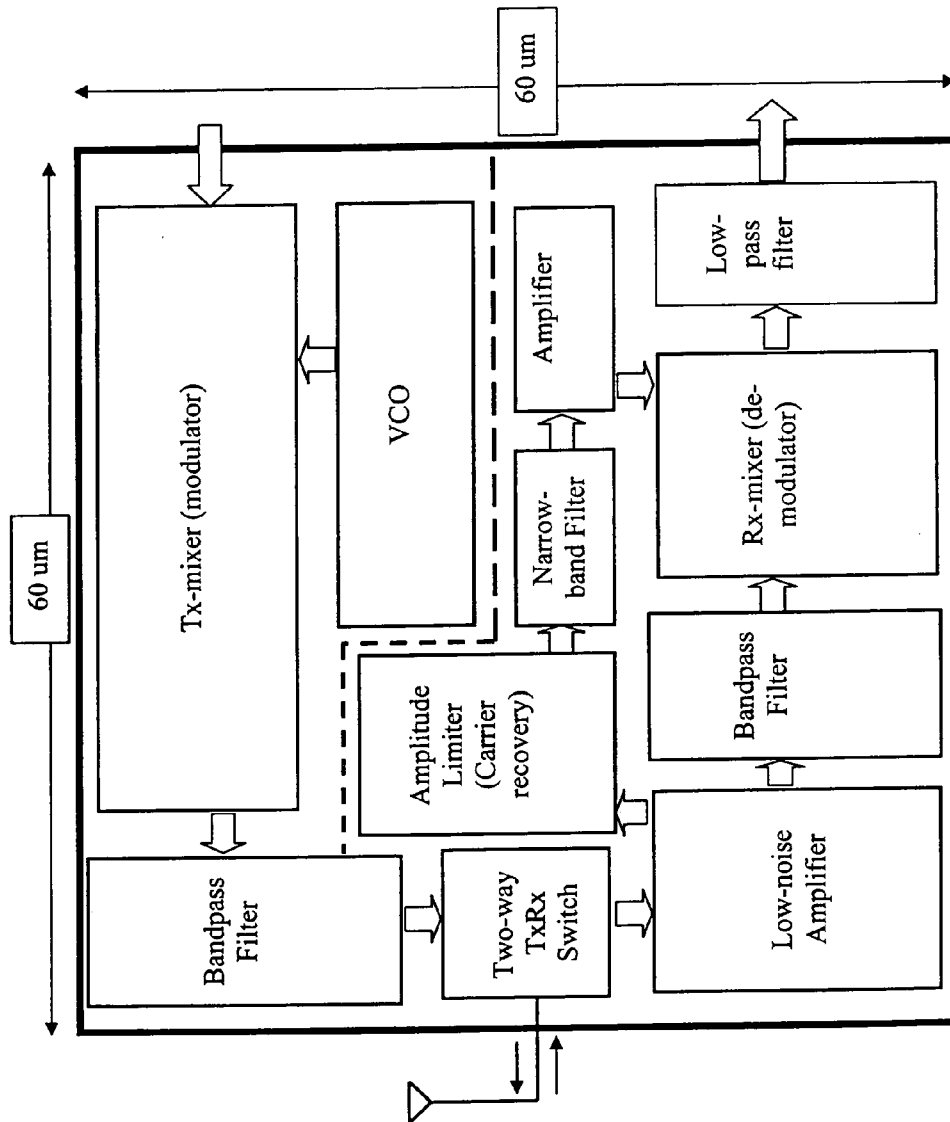 60 um
60 um
Tx-mixer (modulator)
VCO
Bandpass
Filter
Two-way
TxRx
Switch
Amplitude
Limiter
(Carrier
recovery)
Narrow-
band Filter
Amplifier
Low-noise
Amplifier
Bandpass
Filter
Rx-mixer (de-
modulator)
Low-
pass
filter